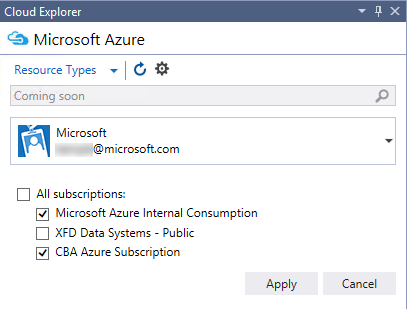 Cloud Explorer
Microsoft Azure
Resource Types
Coming soon
Microsoft
@microsoft.com
All subscriptions:
Microsoft Azure Internal Consumption
XFD Data Systems - Public
CBA Azure Subscription
Apply Cancel